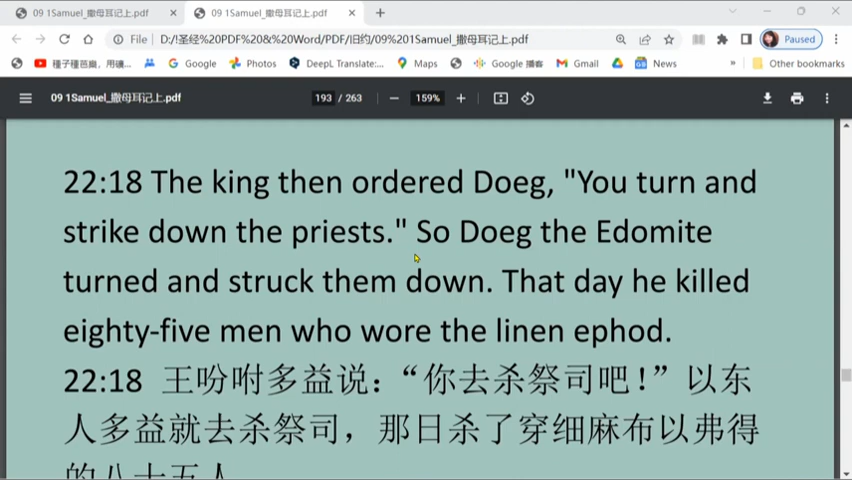 09 1Samuel_撒母耳记上.pdf
09 1Samuel_撒母耳记上.pdf
File D:/!圣经%20PDF%20&%20Word/PDF/旧约/09%201Samuel_撒母耳记上.pdf
Paused
Google
Photos
DeepL Translate:...
Maps
Google 播客
Gmail
News
»
Other bookmarks
09 1Samuel_撒母耳记上.pdf
193 / 263
159%
22:18 The king then ordered Doeg, "You turn and
strike down the priests." So Doeg the Edomite
turned and struck them down. That day he killed
eighty-five men who wore the linen ephod.
22:18 王吩咐多益说：“你去杀祭司吧！”以东
人多益就去杀祭司，那日杀了穿细麻布以弗得
的八十五人